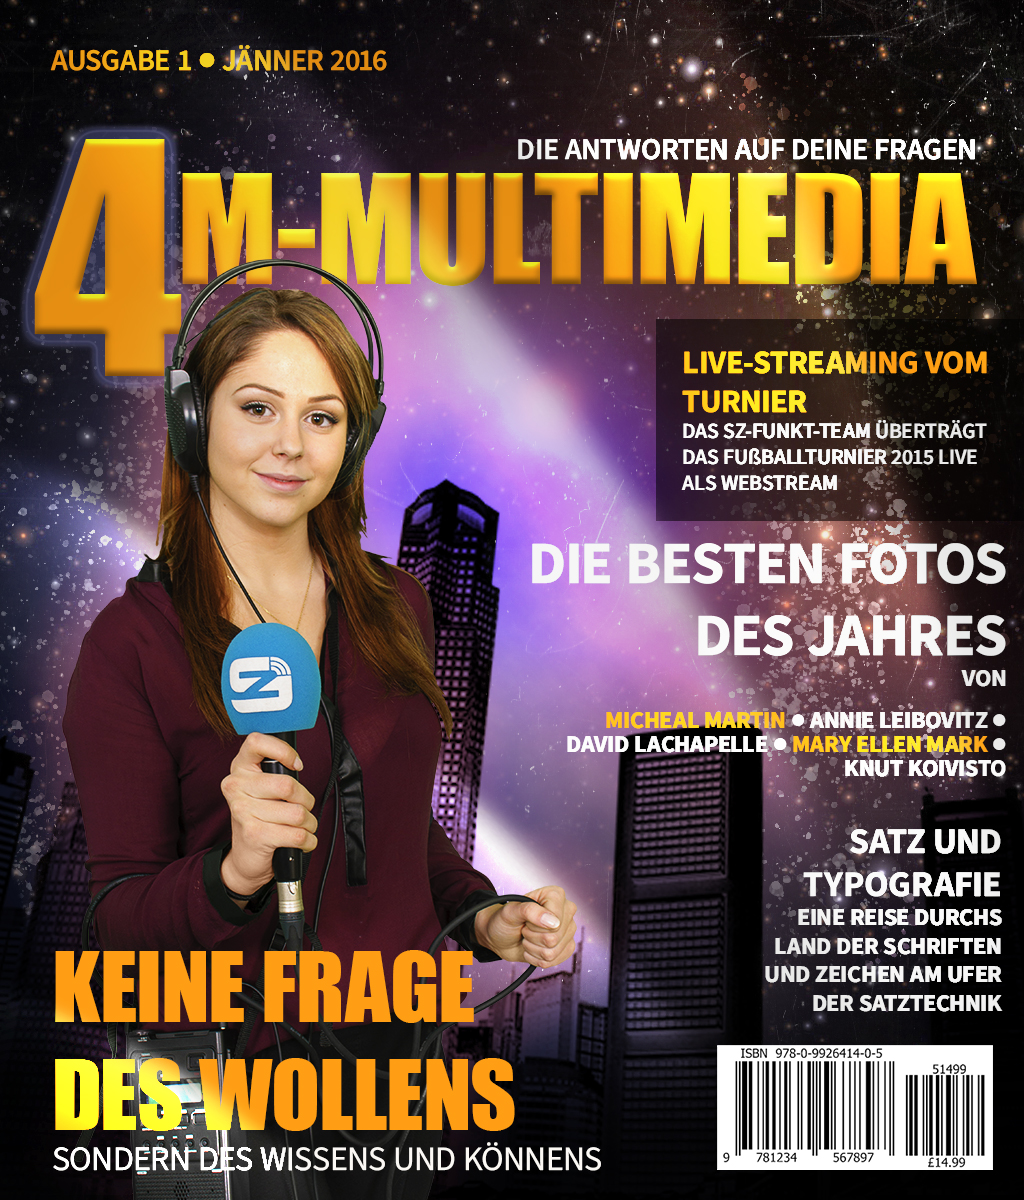 AUSGABE 1 ● JÄNNER 2016
DIE ANTWORTEN AUF DEINE FRAGEN
4M-MULTIMEDIA
LIVE-STREAMING VOM
TURNIER
DAS SZ-FUNKT-TEAM ÜBERTRÄGT
DAS FUßBALLTURNIER 2015 LIVE
ALS WEBSTREAM
DIE BESTEN FOTOS
DES JAHRES
VON
MICHEAL MARTIN ● ANNIE LEIBOVITZ ●
DAVID LACHAPELLE ● MARY ELLEN MARK ●
KNUT KOIVISTO
SZ
SATZ UND
TYPOGRAFIE
EINE REISE DURCHS
LAND DER SCHRIFTEN
UND ZEICHEN AM UFER
DER SATZTECHNIK
KEINE FRAGE
DES WOLLENS
SONDERN DES WISSENS UND KÖNNENS
ISBN 978-0-9926414-0-5
51499
9 781234 567897
£14.99